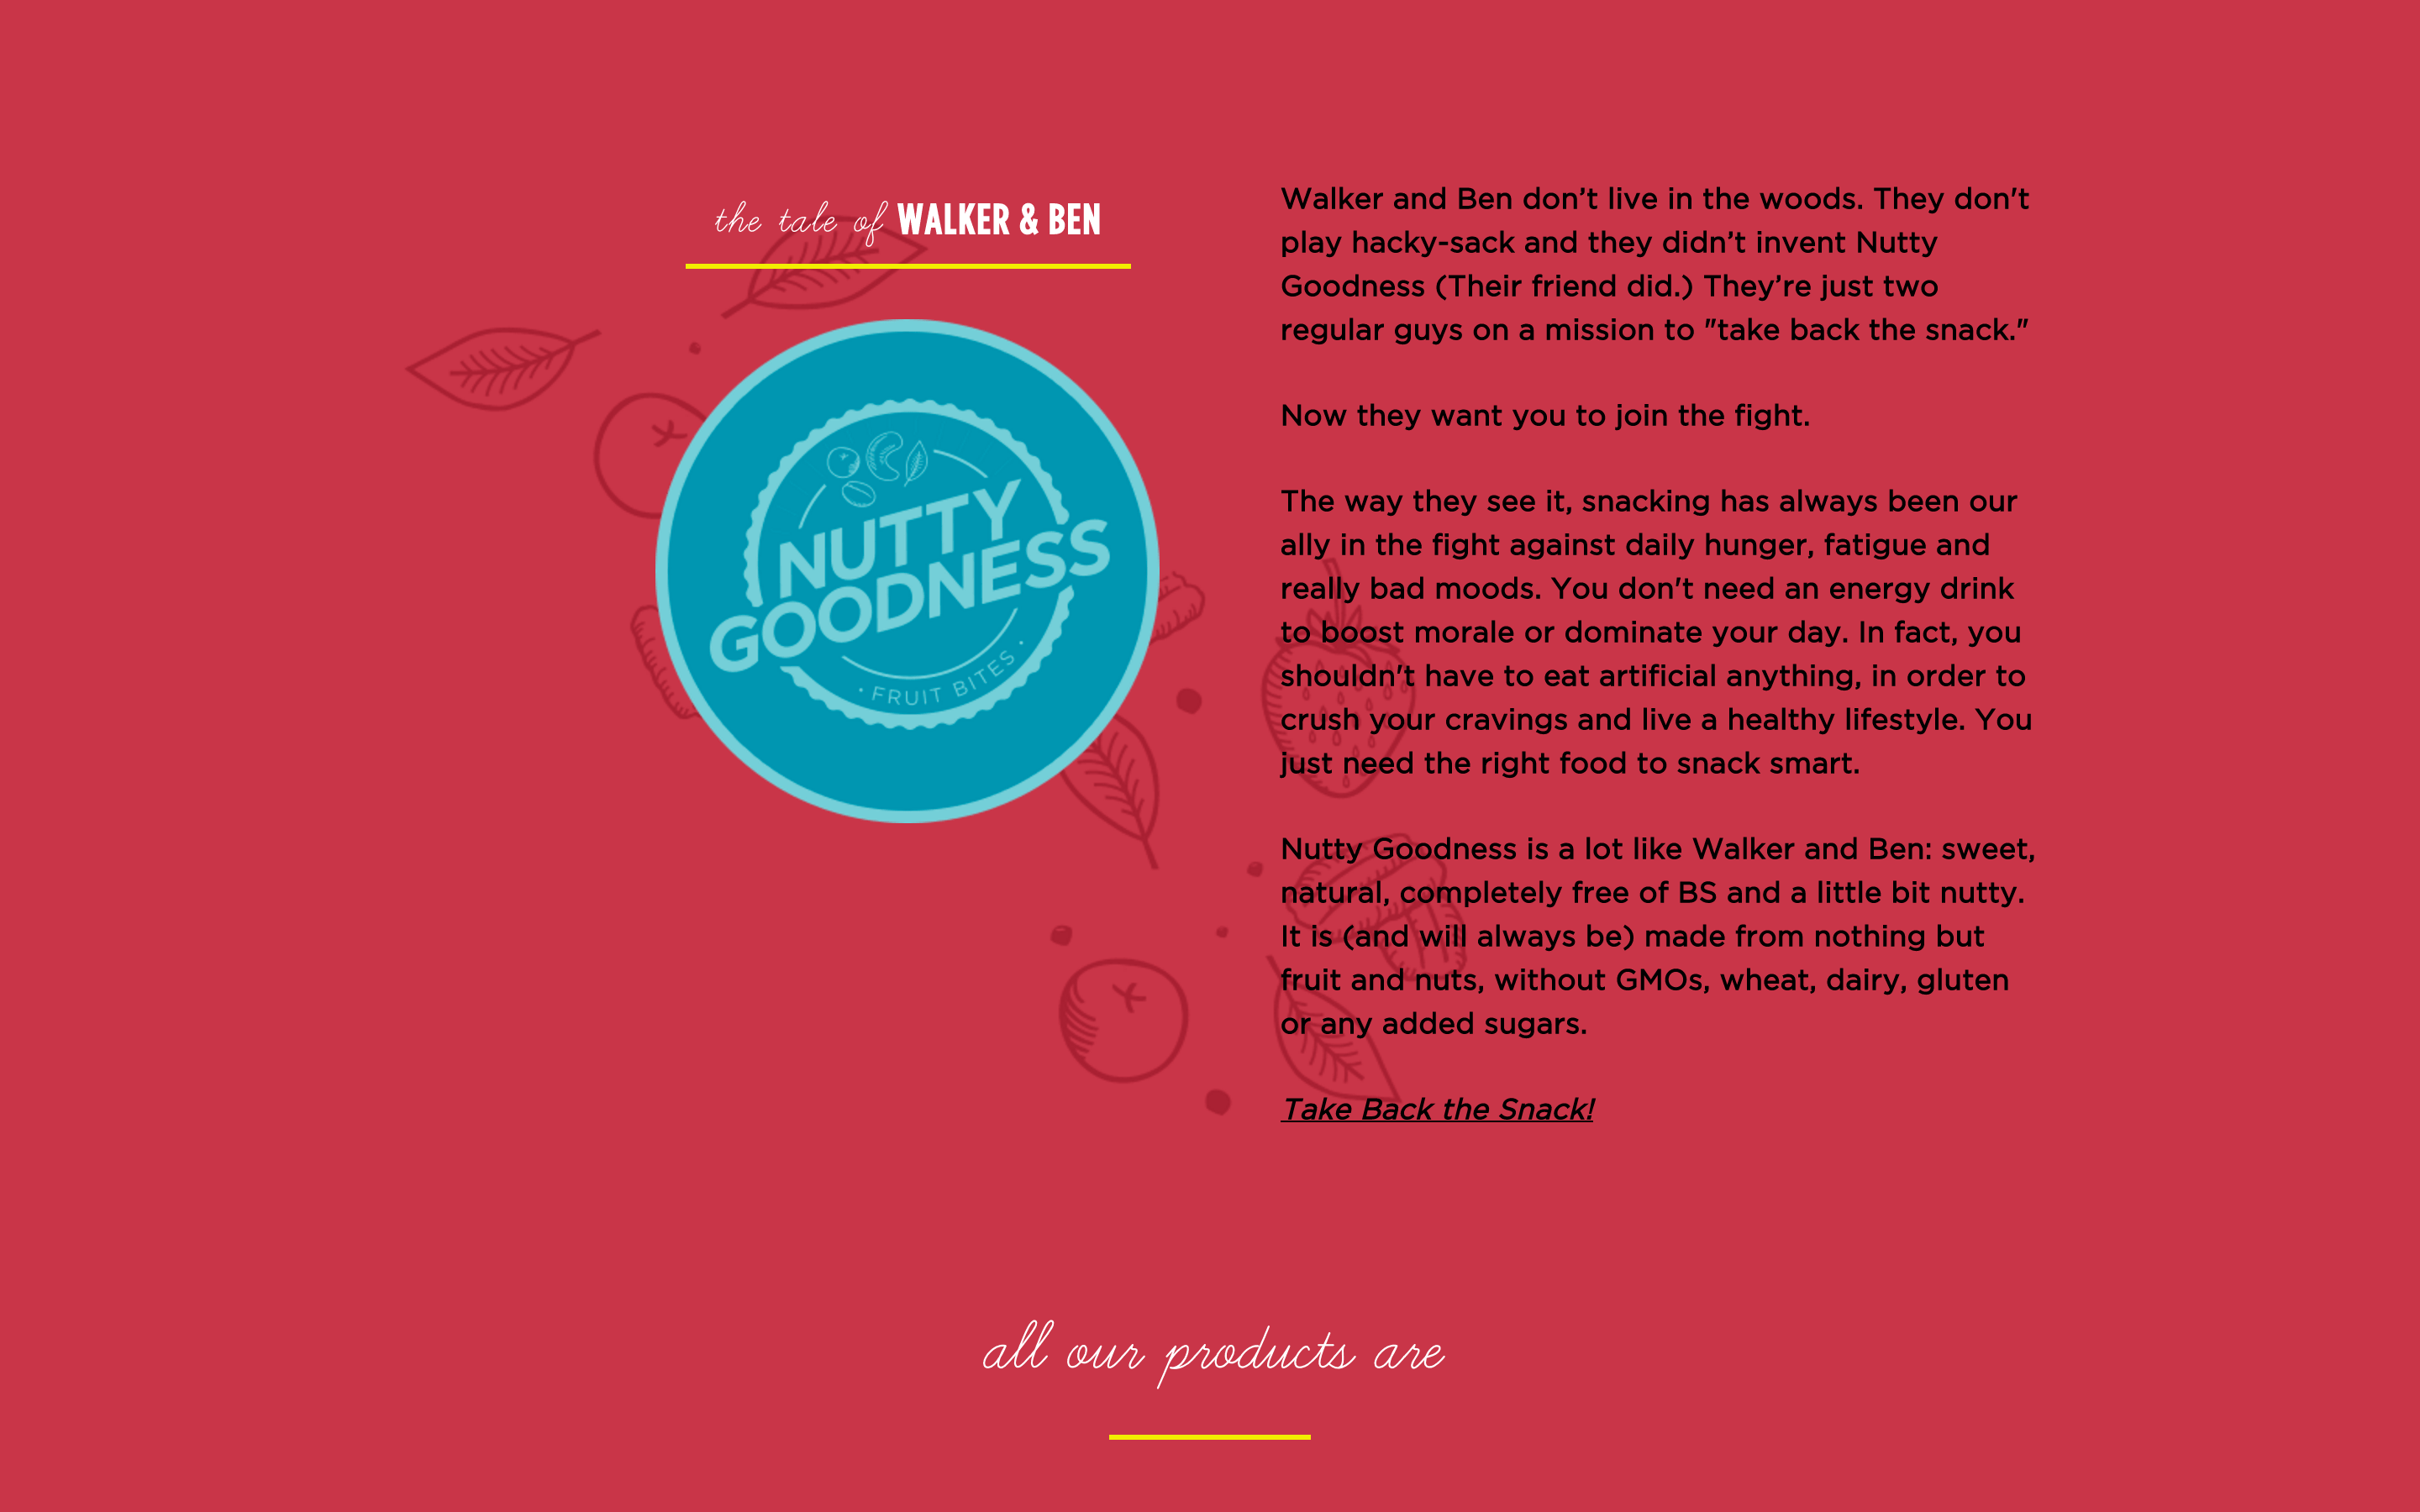 the tale of WALKER & BEN
NUTTY
GOODNESS
• FRUIT BITES •
Walker and Ben don’t live in the woods. They don't
play hacky-sack and they didn’t invent Nutty
Goodness (Their friend did.) They’re just two
regular guys on a mission to "take back the snack."
Now they want you to join the fight.
The way they see it, snacking has always been our
ally in the fight against daily hunger, fatigue and
really bad moods. You don't need an energy drink
to boost morale or dominate your day. In fact, you
shouldn't have to eat artificial anything, in order to
crush your cravings and live a healthy lifestyle. You
just need the right food to snack smart.
Nutty Goodness is a lot like Walker and Ben: sweet,
natural, completely free of BS and a little bit nutty.
It is (and will always be) made from nothing but
fruit and nuts, without GMOs, wheat, dairy, gluten
or any added sugars.
Take Back the Snack!
all our products are